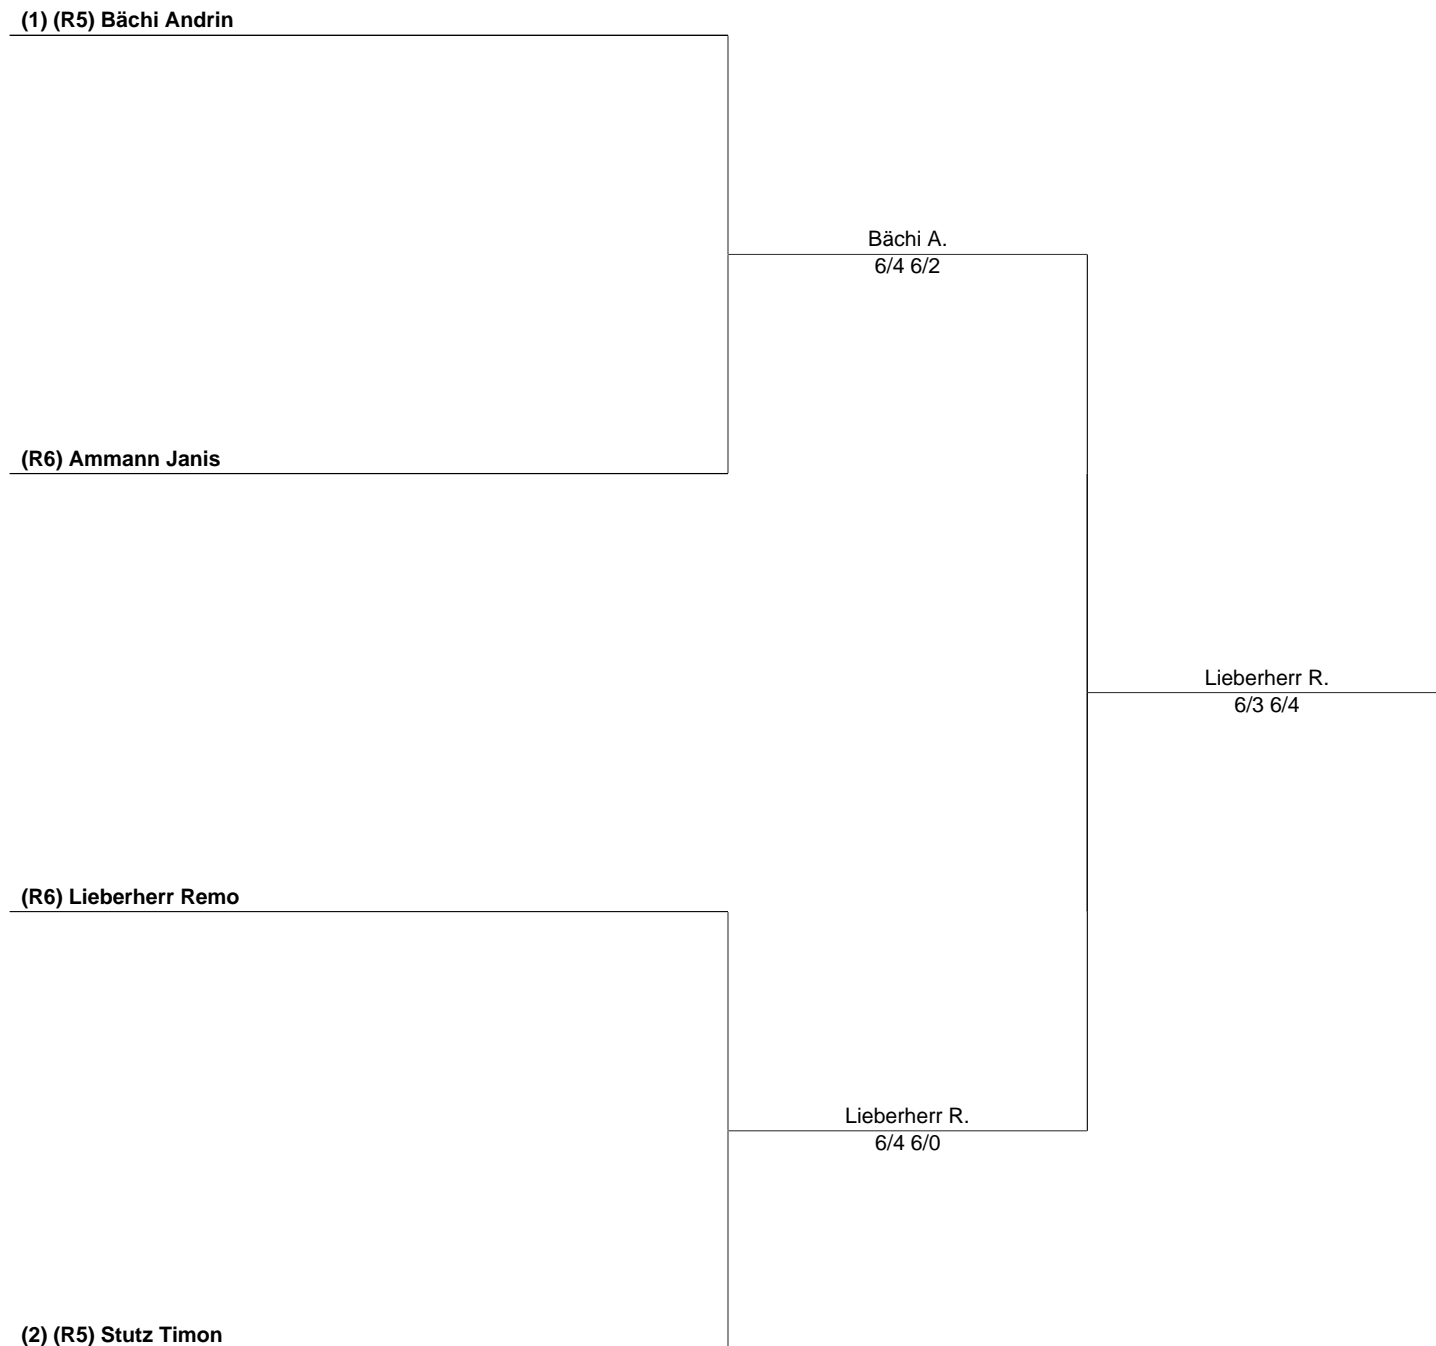 (1) (R5) Bächi Andrin
Bächi A.
6/4 6/2
(R6) Ammann Janis
Lieberherr R.
6/3 6/4
(R6) Lieberherr Remo
Lieberherr R.
6/4 6/0
(2) (R5) Stutz Timon